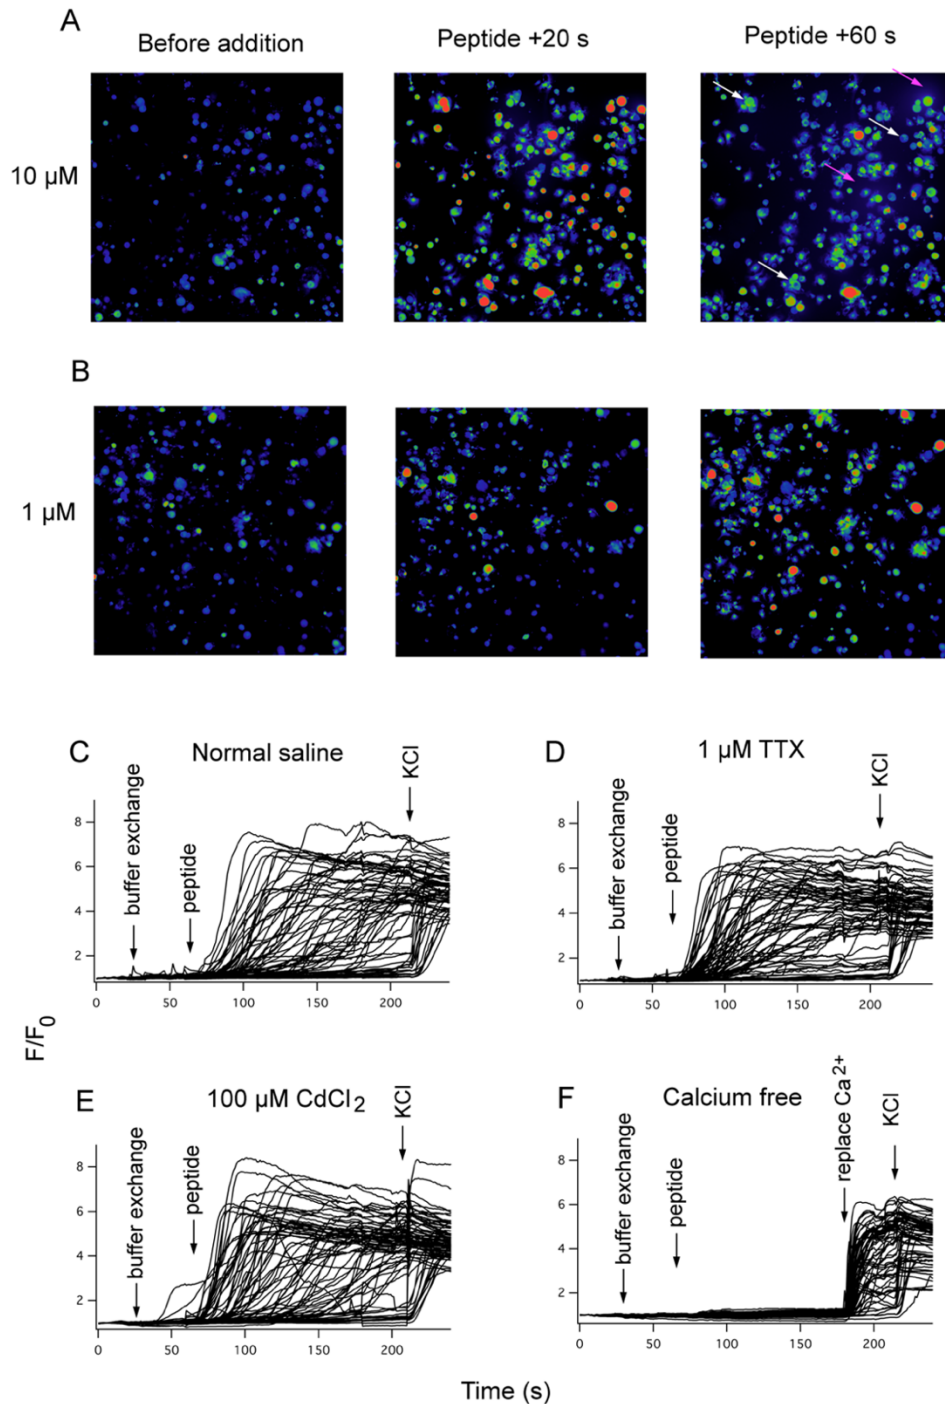 A
Before addition
Peptide +20 s
Peptide +60 s
10 µM
B
1 µM
C
Normal saline
KCl
buffer exchange
peptide
8
6
4
2
0
50
100
150
200
D
1 µM TTX
KCl
buffer exchange
peptide
8
6
4
2
0
50
100
150
200
F/F0
E
100 µM CdCl2
KCl
buffer exchange
peptide
8
6
4
2
0
50
100
150
200
F
Calcium free
replace Ca2+
KCl
buffer exchange
peptide
8
6
4
2
0
50
100
150
200
Time (s)